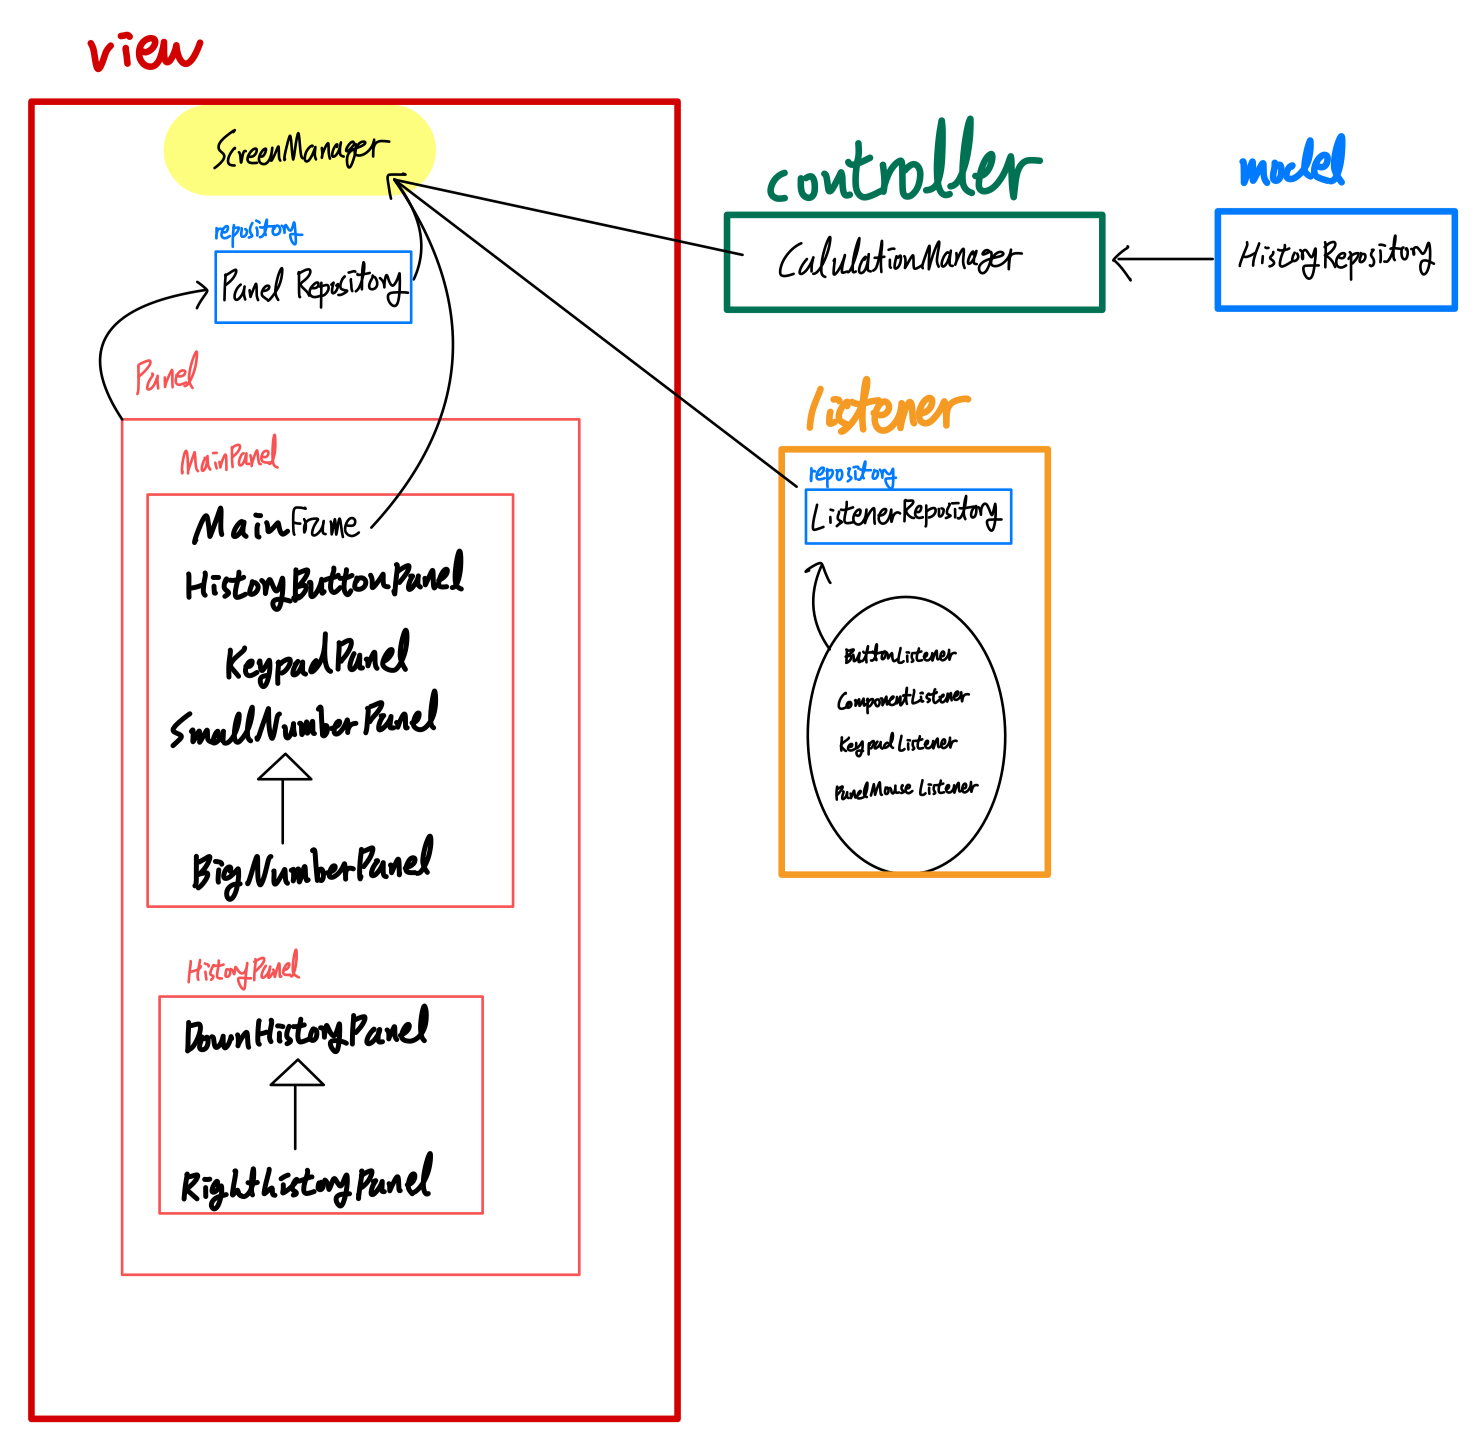 view
ScreenManager
repository
Panel Repository
Panel
MainPanel
MainFrame
HistoryButtonPanel
KeypadPanel
SmallNumberPanel
BigNumberPanel
HistoryPanel
DownHistoryPanel
RighthistoryPanel
controller
CalulationManager
model
HistoryRepository
listener
repository
ListenerRepository
ButtonListener
ComponentListener
Keypad Listener
PanelMouse Listener